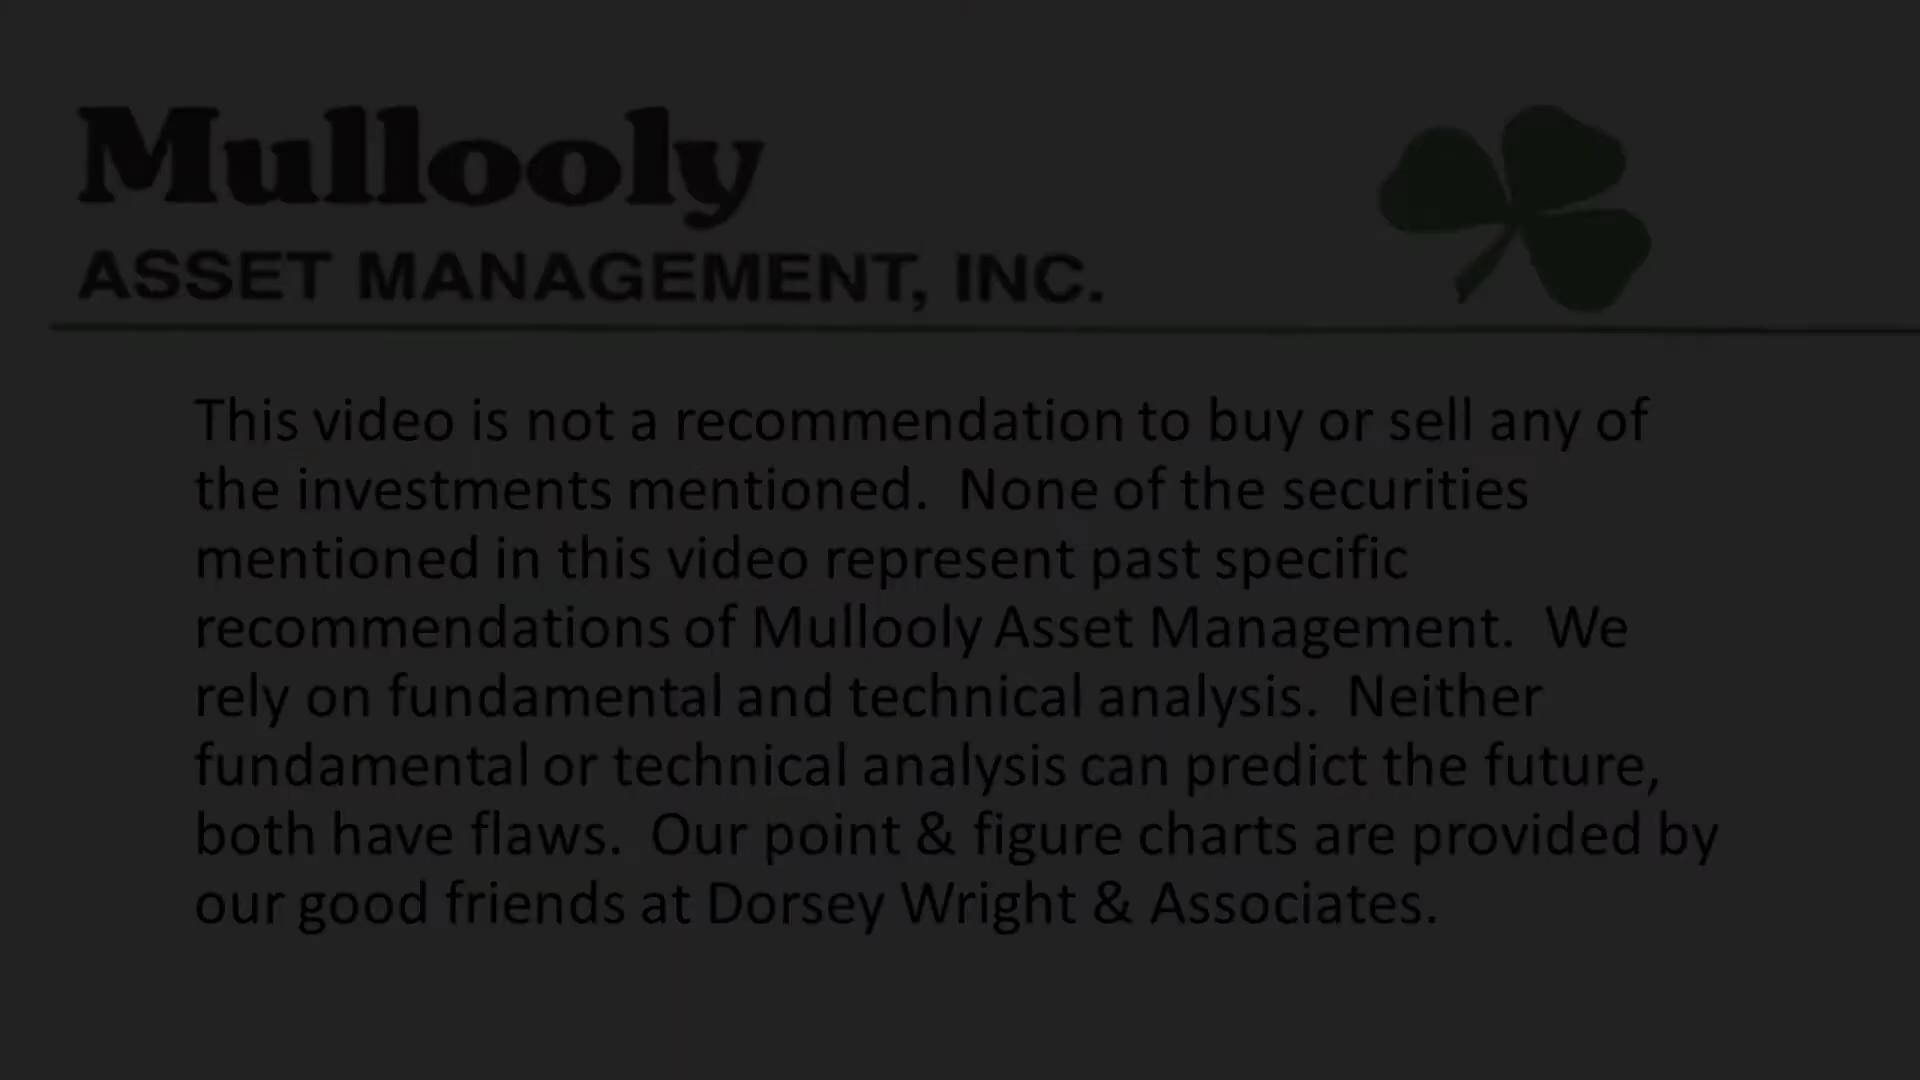 Mullooly
ASSET MANAGEMENT, INC.
This video is not a recommendation to buy or sell any of
the investments mentioned.  None of the securities
mentioned in this video represent past specific
recommendations of Mullooly Asset Management.  We
rely on fundamental and technical analysis.  Neither
fundamental or technical analysis can predict the future,
both have flaws.  Our point & figure charts are provided by
our good friends at Dorsey Wright & Associates.